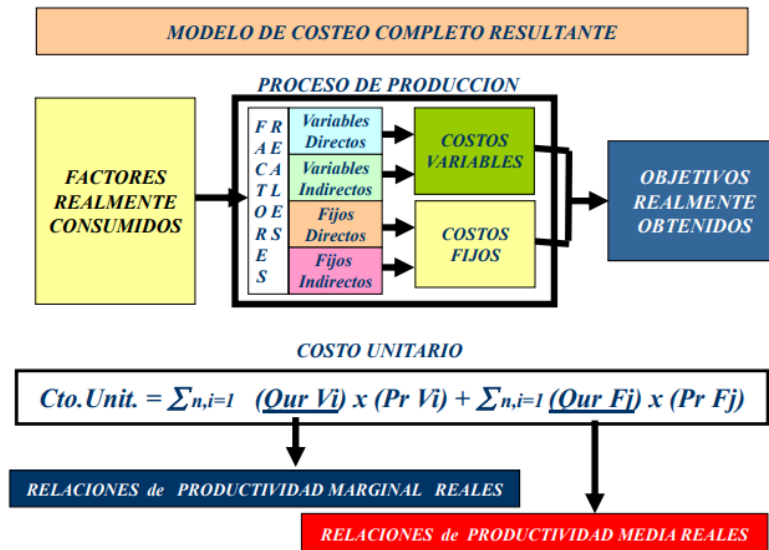 MODELO DE COSTEO COMPLETO RESULTANTE
PROCESO DE PRODUCCION
FACTORES
REALMENTE
CONSUMIDOS
FACTORES
REALES
Variables
Directos
Variables
Indirectos
Fijos
Directos
Fijos
Indirectos
COSTOS
VARIABLES
COSTOS
FIJOS
OBJETIVOS
REALMENTE
OBTENIDOS
COSTO UNITARIO
Cto.Unit. = ∑n,i=1 (Qur Vi) x (Pr Vi) + ∑n,i=1 (Qur Fj) x (Pr Fj)
RELACIONES de PRODUCTIVIDAD MARGINAL REALES
RELACIONES de PRODUCTIVIDAD MEDIA REALES